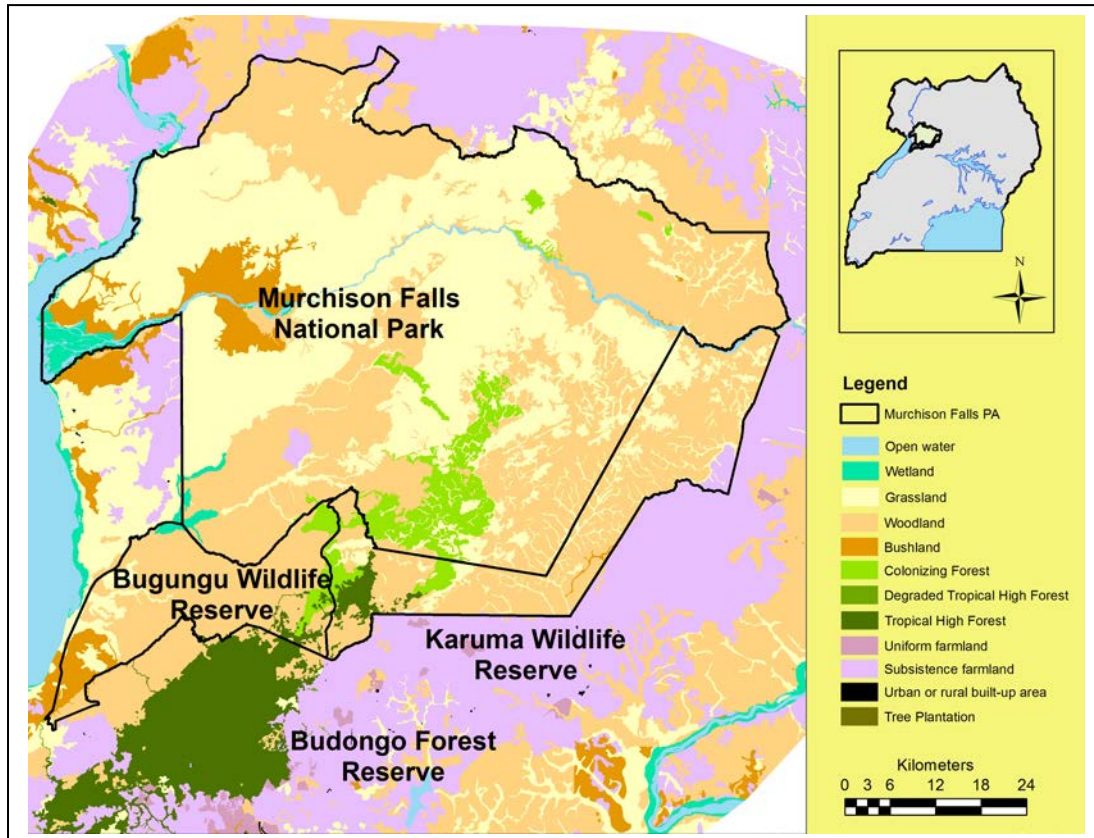 Murchison Falls
National Park
Bugungu Wildlife
Reserve
Karuma Wildlife
Reserve
Budongo Forest
Reserve
N
Legend
Murchison Falls PA
Open water
Wetland
Grassland
Woodland
Bushland
Colonizing Forest
Degraded Tropical High Forest
Tropical High Forest
Uniform farmland
Subsistence farmland
Urban or rural built-up area
Tree Plantation
Kilometers
0 3 6 12 18 24